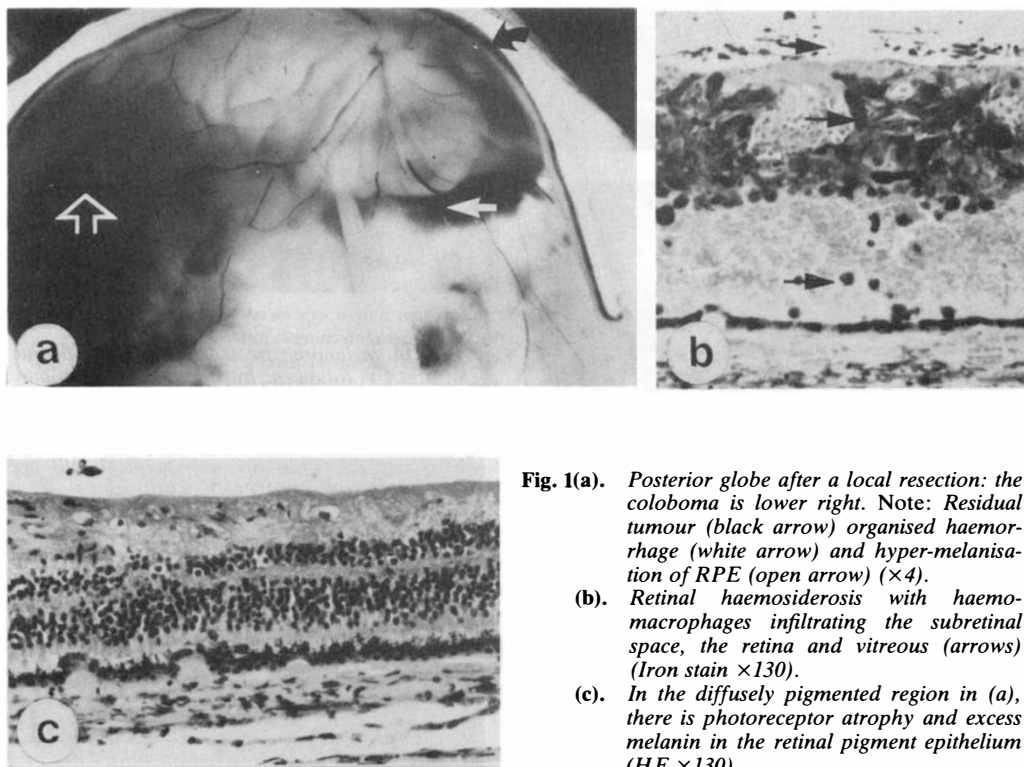 a
b
c
Fig. 1(a). Posterior globe after a local resection: the
coloboma is lower right. Note: Residual
tumour (black arrow) organised haemor-
rhage (white arrow) and hyper-melanisa-
tion of RPE (open arrow) (×4).
(b). Retinal haemosiderosis with haemo-
macrophages infiltrating the subretinal
space, the retina and vitreous (arrows)
(Iron stain ×130).
(c). In the diffusely pigmented region in (a),
there is photoreceptor atrophy and excess
melanin in the retinal pigment epithelium
(H.E ×130)